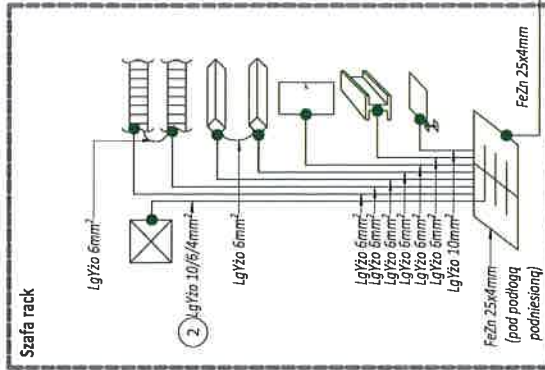 Szafa rack
LgYżo 6mm²
2
LgYżo 10/6/4mm²
LgYżo 6mm²
LgYżo 6mm²
LgYżo 6mm²
LgYżo 6mm²
LgYżo 6mm²
LgYżo 6mm²
LgYżo 6mm²
LgYżo 10mm²
FeZn 25x4mm
(pod podłogą
podniesioną)
FeZn 25x4mm